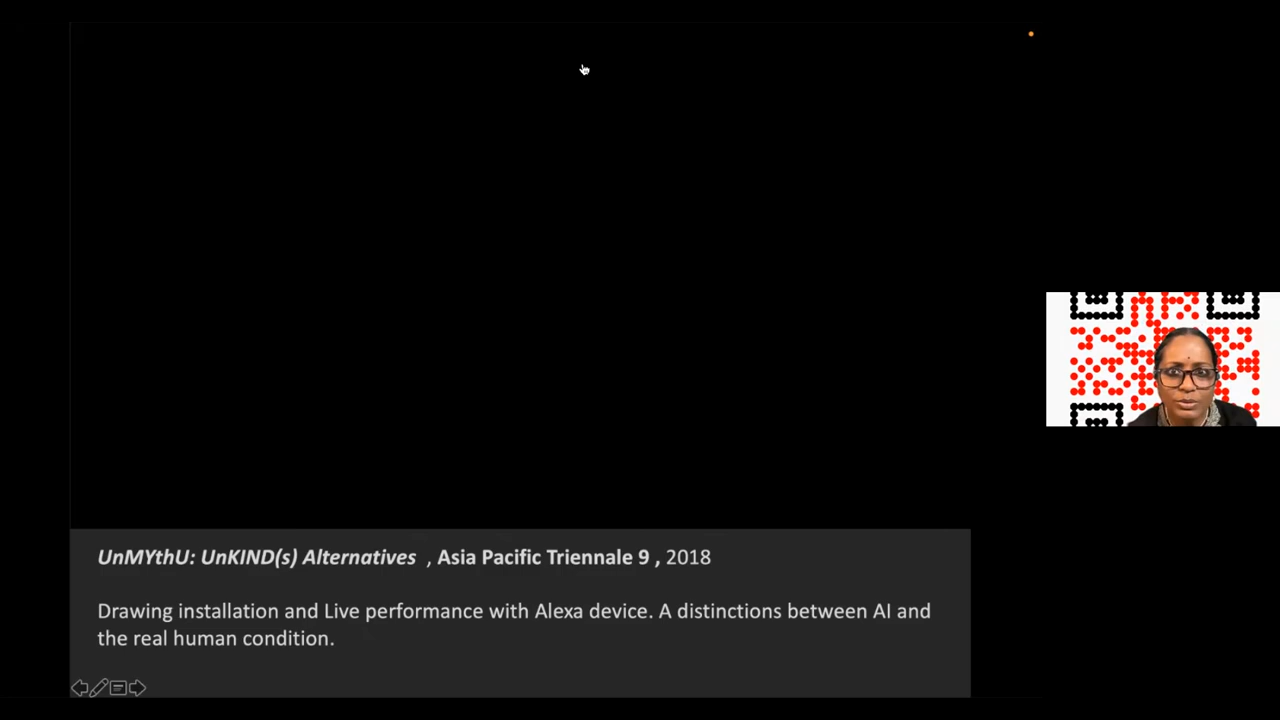 UnMYthU: UnKIND(s) Alternatives , Asia Pacific Triennale 9 , 2018
Drawing installation and Live performance with Alexa device. A distinctions between AI and
the real human condition.